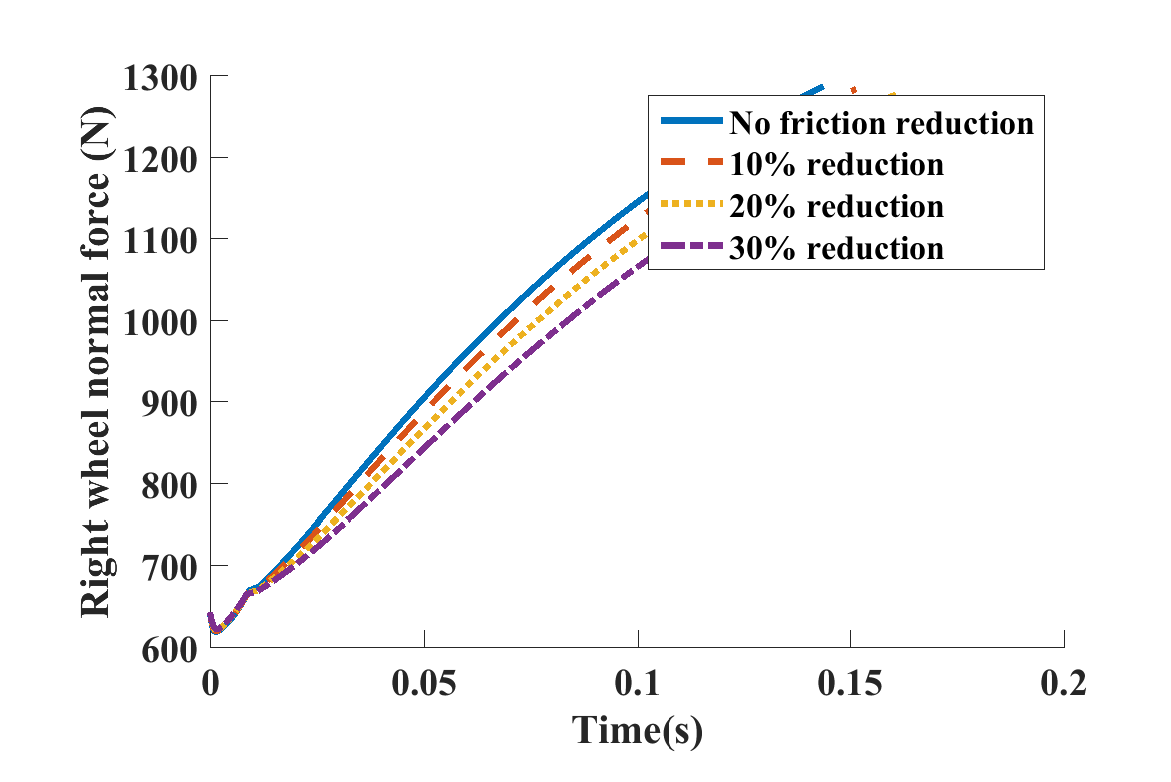 Right wheel normal force (N)
1300
1200
1100
1000
900
800
700
600
No friction reduction
10% reduction
20% reduction
30% reduction
0
0.05
0.1
0.15
0.2
Time(s)